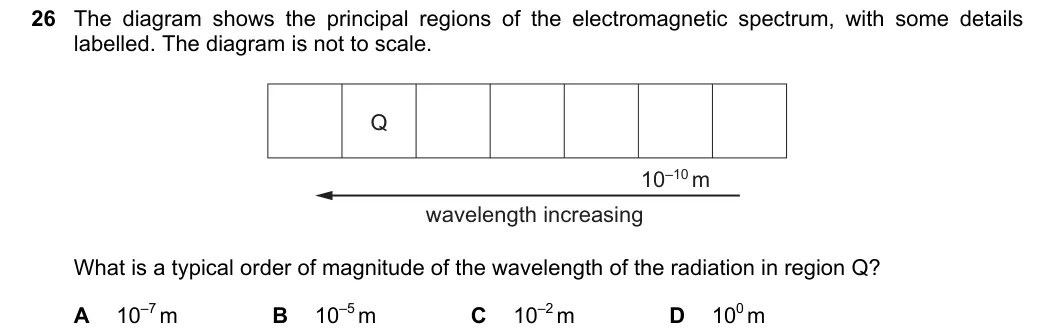 26 The diagram shows the principal regions of the electromagnetic spectrum, with some details
labelled. The diagram is not to scale.
Q
10⁻¹⁰ m
wavelength increasing
What is a typical order of magnitude of the wavelength of the radiation in region Q?
A 10⁻⁷ m B 10⁻⁵ m C 10⁻² m D 10⁰ m